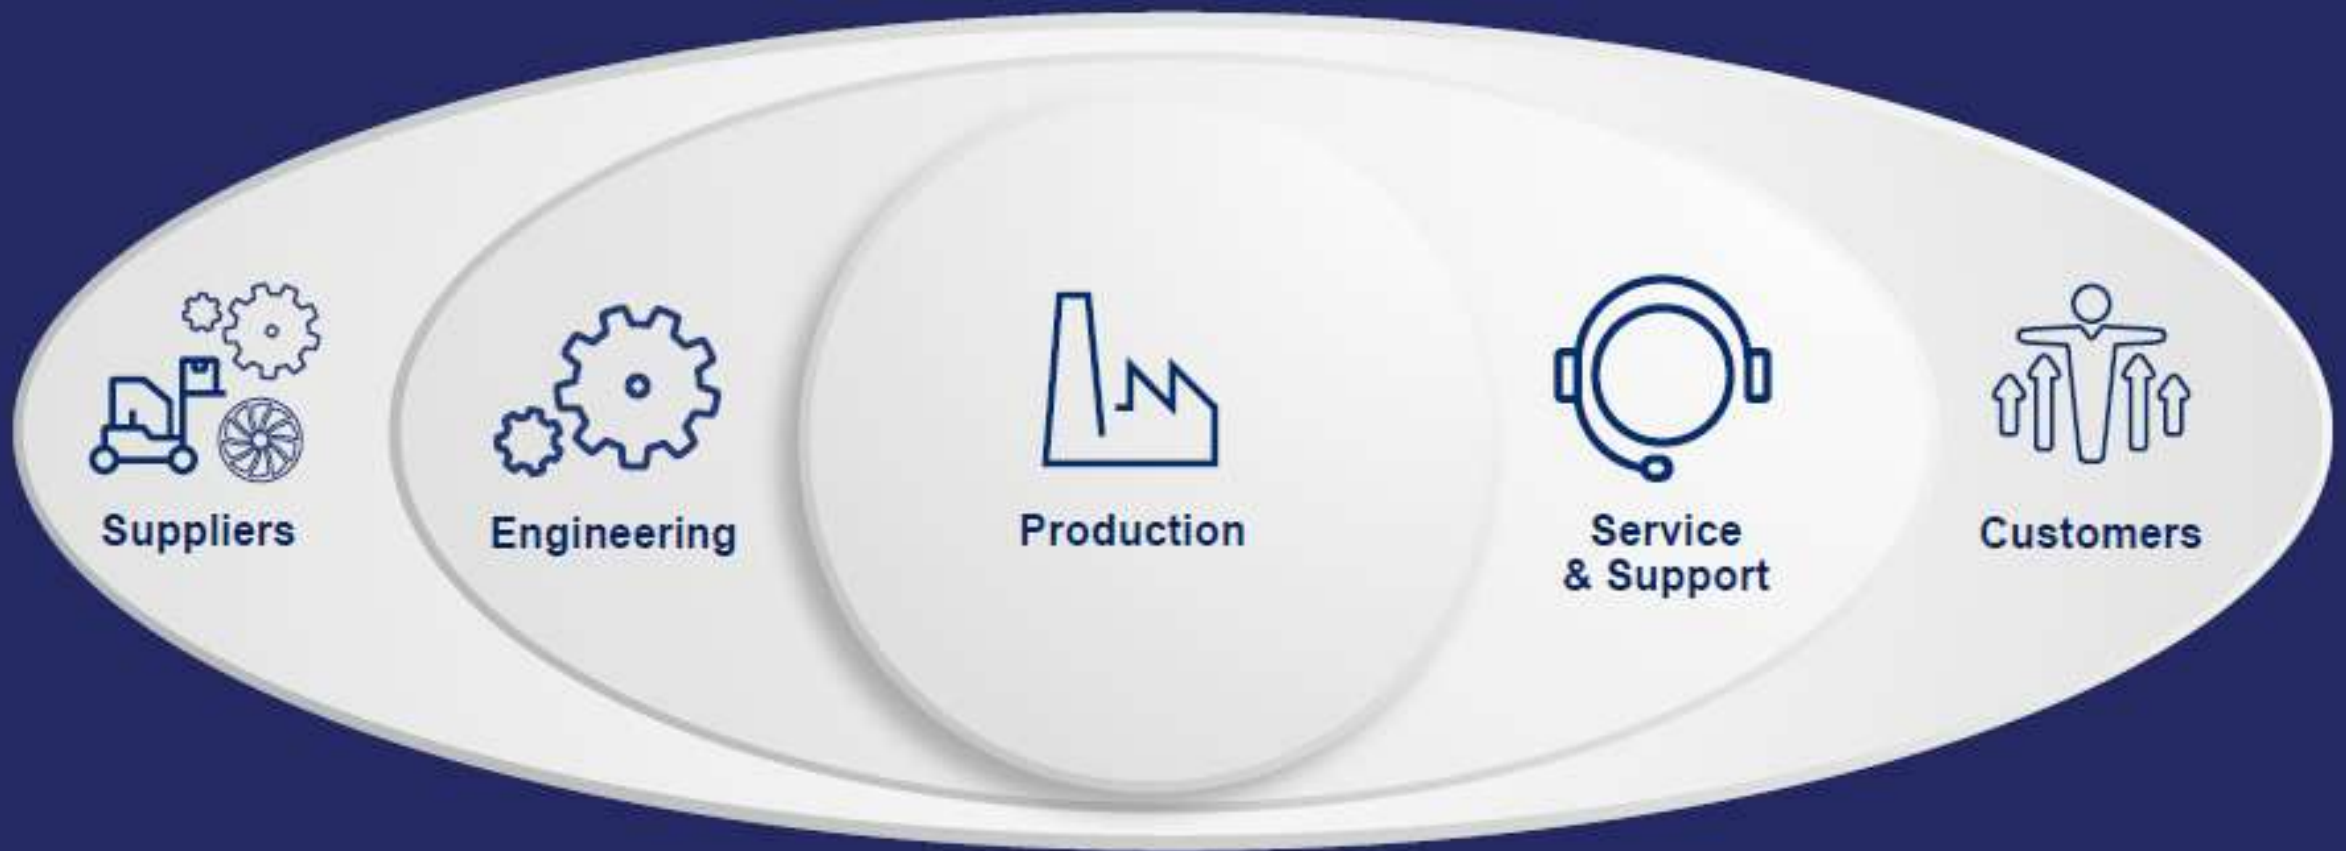 Suppliers
Engineering
Production
Service
& Support
Customers